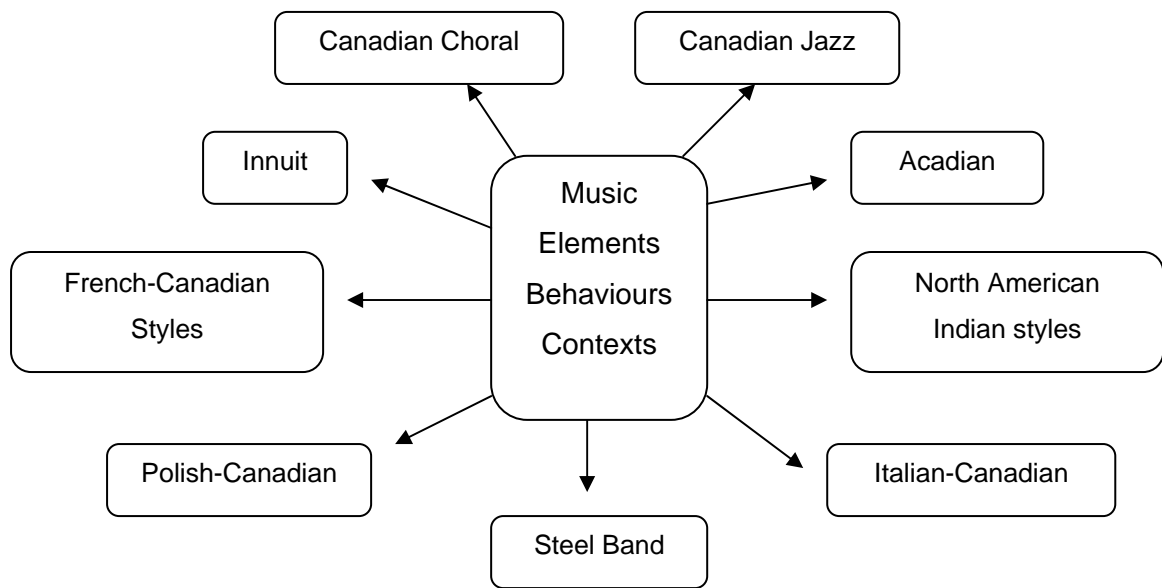 Canadian Choral
Canadian Jazz
Innuit
Acadian
Music
Elements
Behaviours
Contexts
French-Canadian
Styles
North American
Indian styles
Polish-Canadian
Italian-Canadian
Steel Band